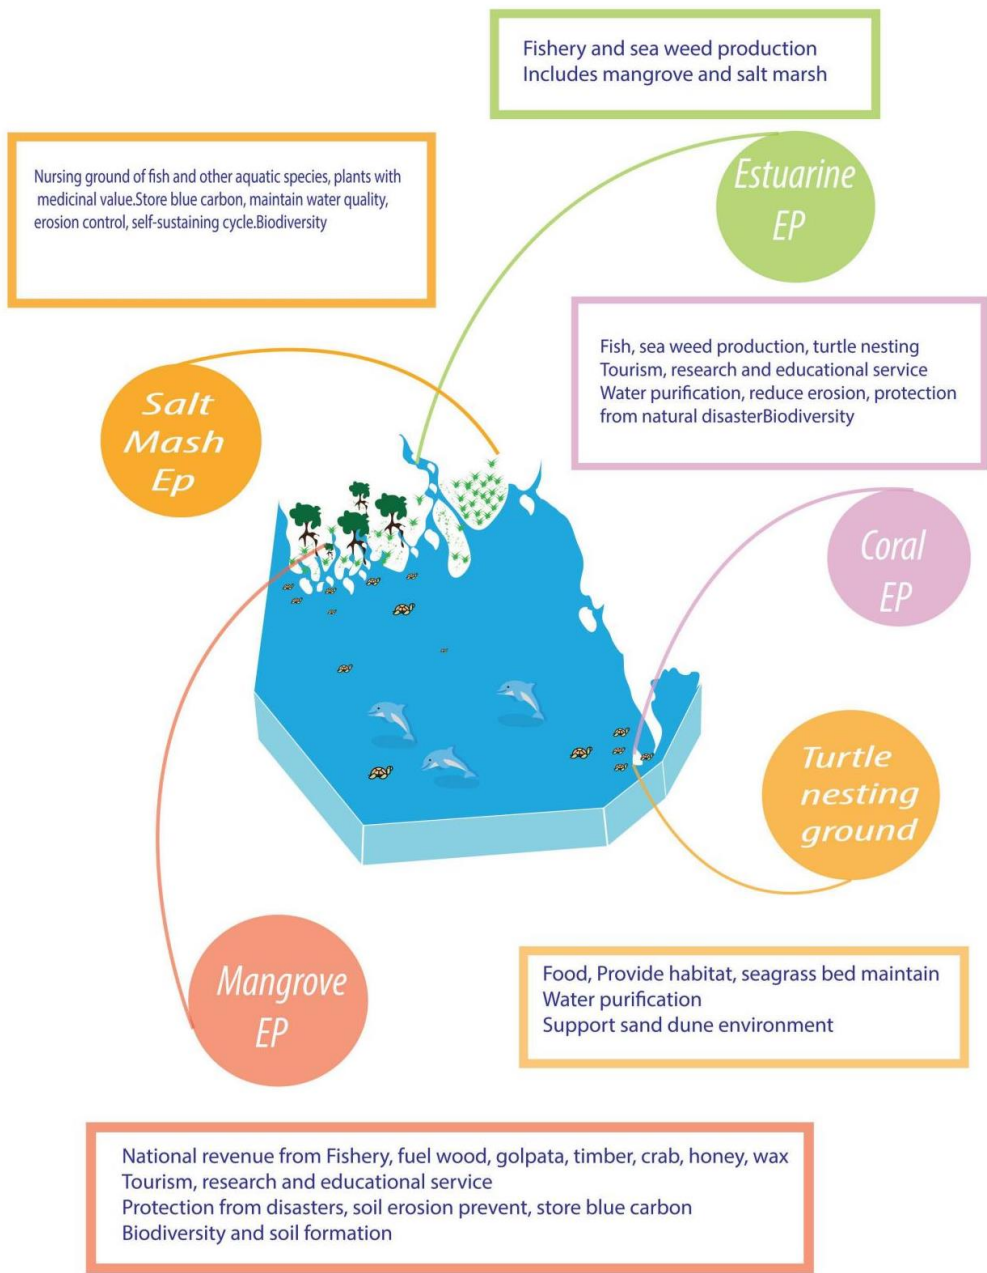 Fishery and sea weed production
Includes mangrove and salt marsh
Estuarine
EP
Nursing ground of fish and other aquatic species, plants with
medicinal value.Store blue carbon, maintain water quality,
erosion control, self-sustaining cycle.Biodiversity
Salt
Mash
Ep
Fish, sea weed production, turtle nesting
Tourism, research and educational service
Water purification, reduce erosion, protection
from natural disasterBiodiversity
Coral
EP
Turtle
nesting
ground
Food, Provide habitat, seagrass bed maintain
Water purification
Support sand dune environment
Mangrove
EP
National revenue from Fishery, fuel wood, golpata, timber, crab, honey, wax
Tourism, research and educational service
Protection from disasters, soil erosion prevent, store blue carbon
Biodiversity and soil formation